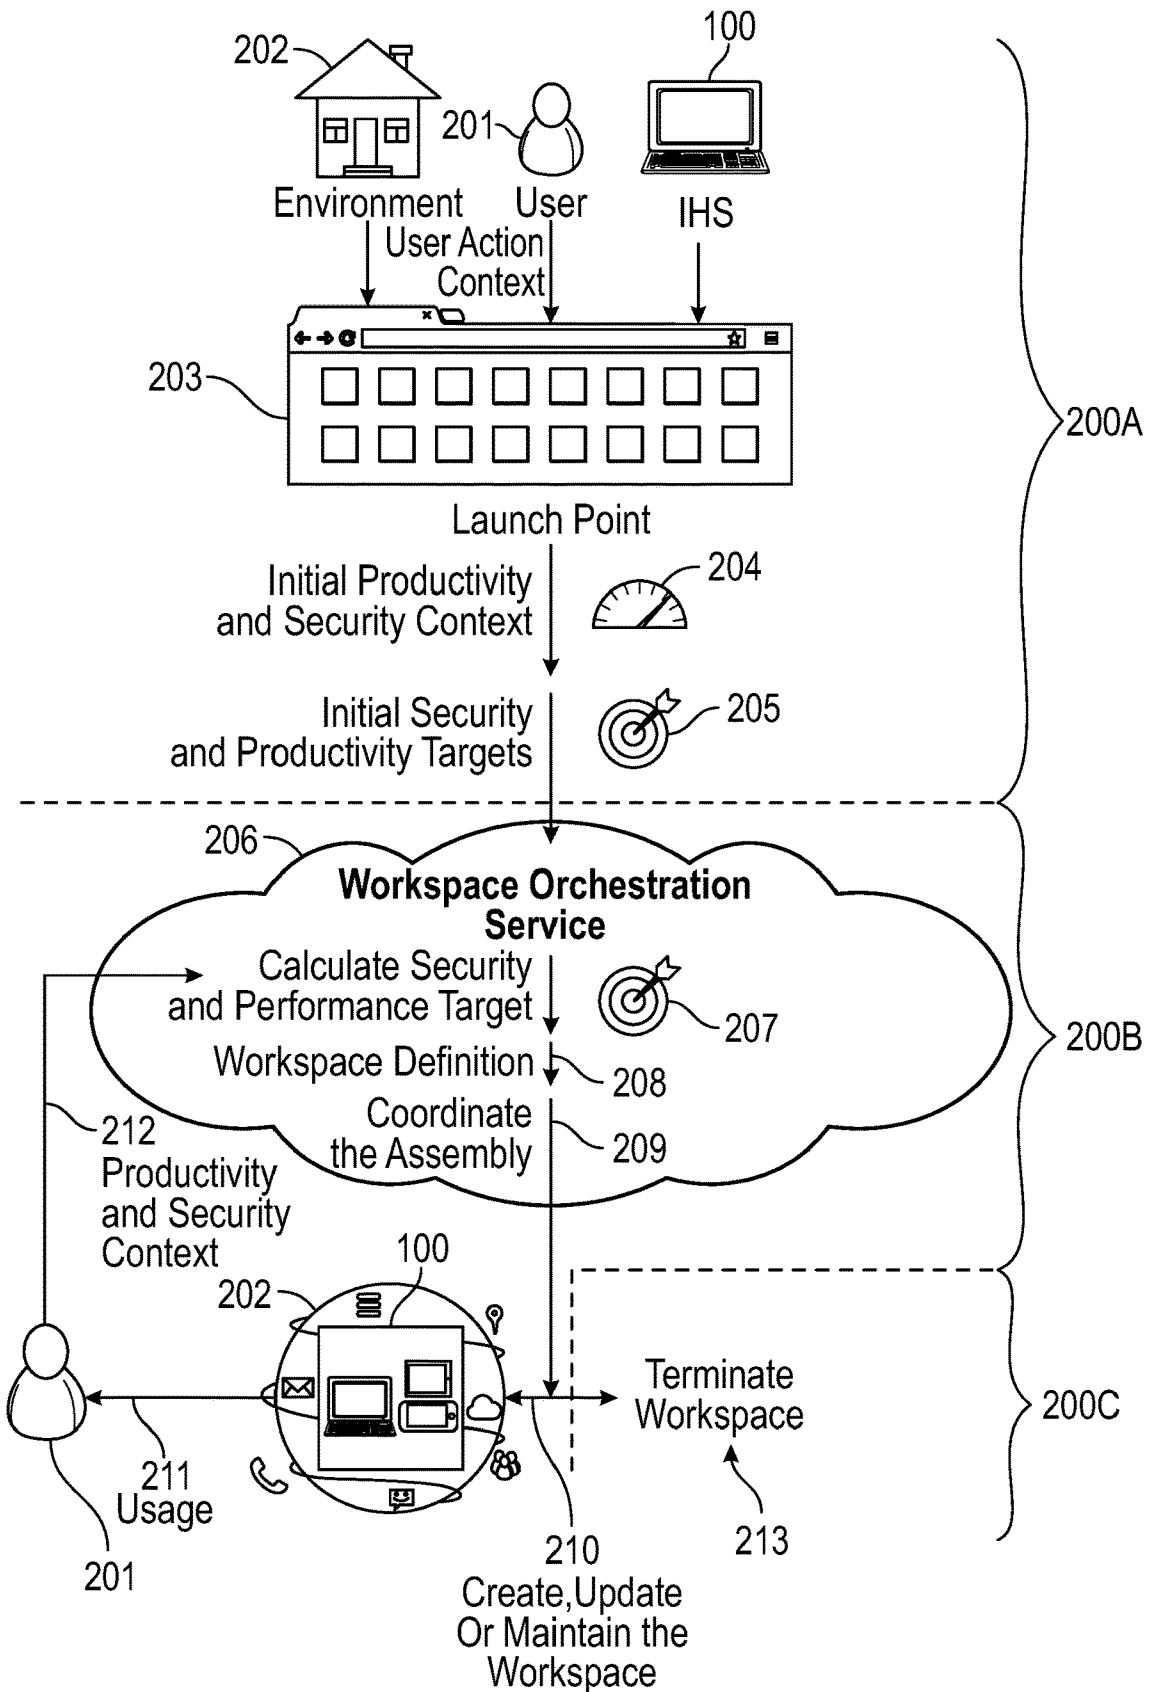 202
100
201
Environment
User
IHS
User Action
Context
203
200A
Launch Point
204
Initial Productivity
and Security Context
205
Initial Security
and Productivity Targets
206
Workspace Orchestration
Service
Calculate Security
and Performance Target
207
200B
Workspace Definition
208
Coordinate
the Assembly
209
212
Productivity
and Security
Context
100
202
Terminate
Workspace
200C
211
Usage
213
210
201
Create,Update
Or Maintain the
Workspace